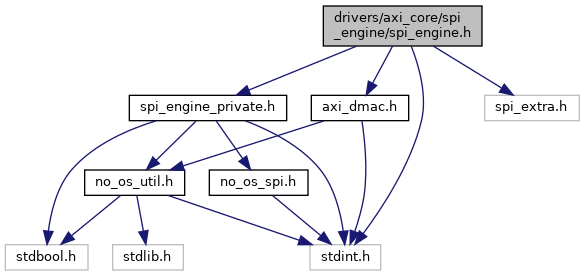 drivers/axi_core/spi
_engine/spi_engine.h
spi_engine_private.h
axi_dmac.h
spi_extra.h
no_os_util.h
no_os_spi.h
stdbool.h
stdlib.h
stdint.h